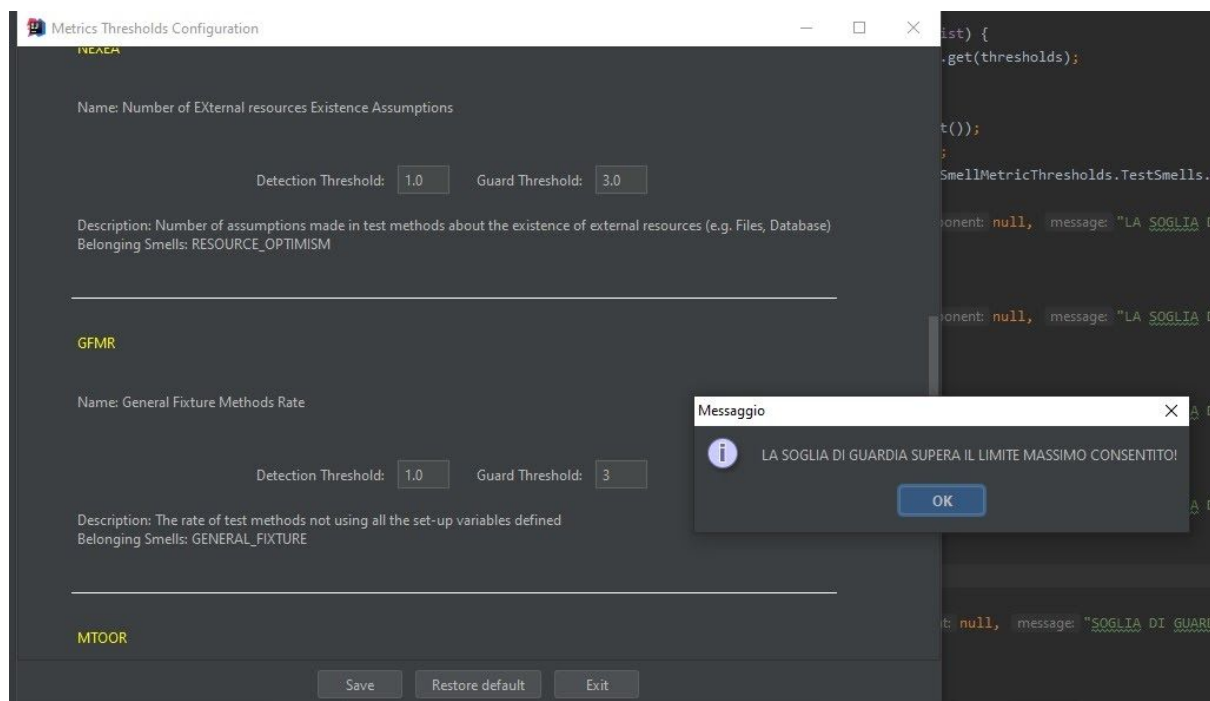 Metrics Thresholds Configuration
NEXEA
Name: Number of EXternal resources Existence Assumptions
Detection Threshold: 1.0 Guard Threshold: 3.0
Description: Number of assumptions made in test methods about the existence of external resources (e.g. Files, Database)
Belonging Smells: RESOURCE_OPTIMISM
GFMR
Name: General Fixture Methods Rate
Detection Threshold: 1.0 Guard Threshold: 3
Description: The rate of test methods not using all the set-up variables defined
Belonging Smells: GENERAL_FIXTURE
MTOOR
Save Restore default Exit
Messaggio
LA SOGLIA DI GUARDIA SUPERA IL LIMITE MASSIMO CONSENTITO!
OK
ist) {
.get(thresholds);
t());
;
SmellMetricThresholds.TestSmells.
onent: null, message: "LA SOGLIA D
onent: null, message: "LA SOGLIA D
A D
A D
t: null, message: "SOGLIA DI GUAR